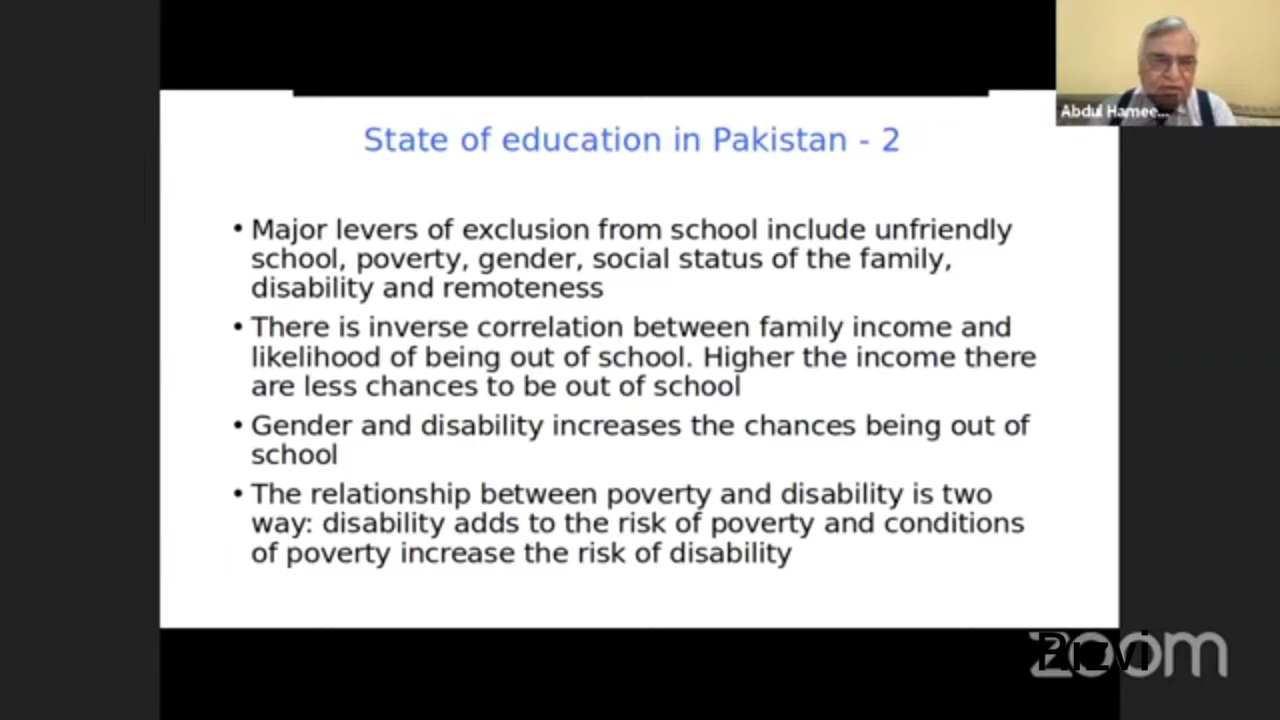 Abdul Hamee...
State of education in Pakistan - 2
• Major levers of exclusion from school include unfriendly
school, poverty, gender, social status of the family,
disability and remoteness
• There is inverse correlation between family income and
likelihood of being out of school. Higher the income there
are less chances to be out of school
• Gender and disability increases the chances being out of
school
• The relationship between poverty and disability is two
way: disability adds to the risk of poverty and conditions
of poverty increase the risk of disability
zoom